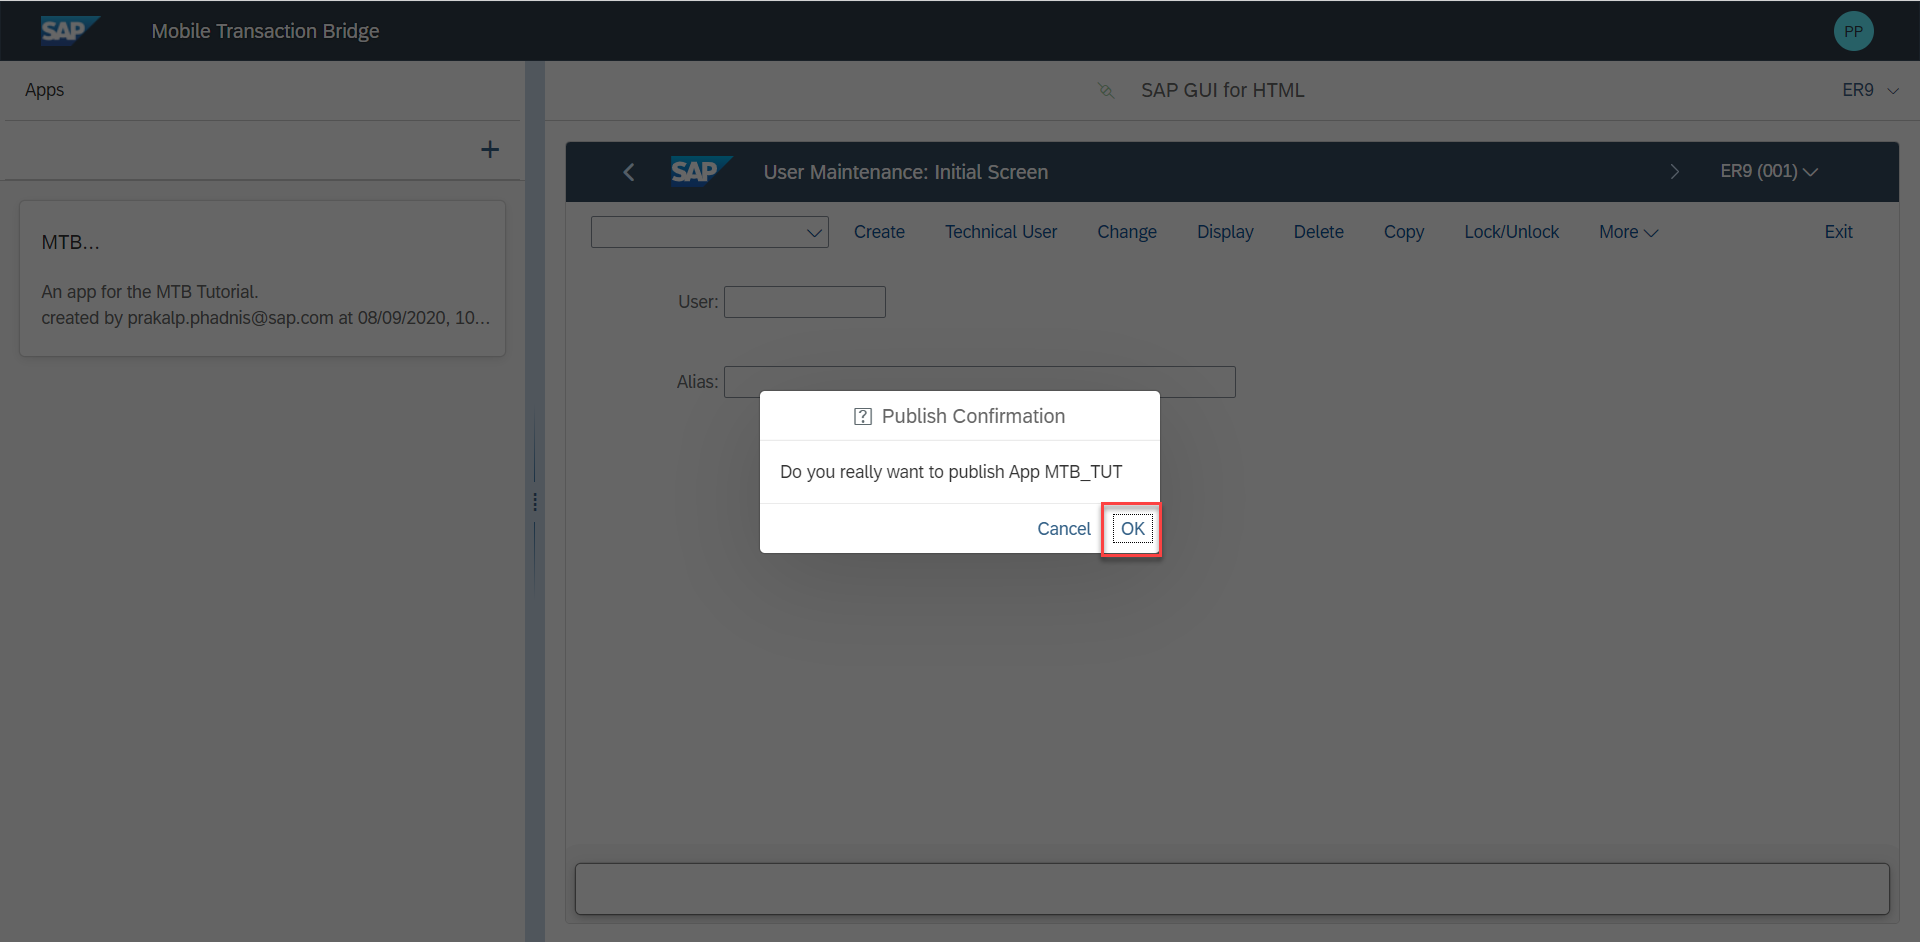 SAP Mobile Transaction Bridge PP
Apps
SAP GUI for HTML ER9
SAP User Maintenance: Initial Screen ER9 (001)
Create Technical User Change Display Delete Copy Lock/Unlock More Exit
MTB...
An app for the MTB Tutorial.
created by prakalp.phadnis@sap.com at 08/09/2020, 10...
User:
Alias:
Publish Confirmation
Do you really want to publish App MTB_TUT
Cancel OK